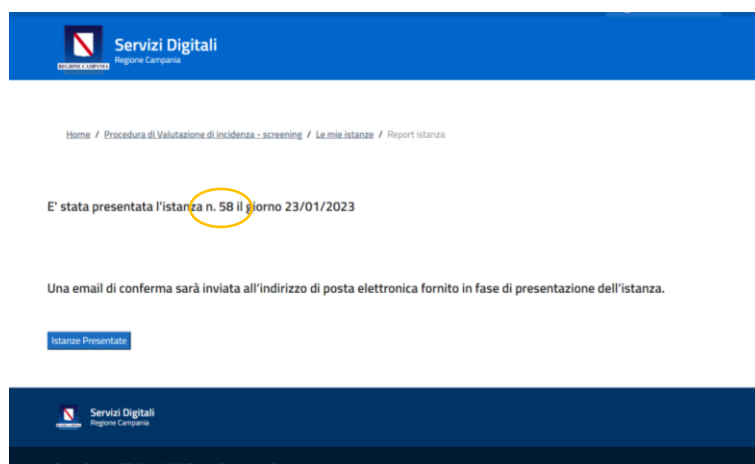 Servizi Digitali
Regione Campania
REGIONE CAMPANIA
Home / Procedura di Valutazione di incidenza - screening / Le mie istanze / Report istanza
E' stata presentata l'istanza n. 58 il giorno 23/01/2023
Una email di conferma sarà inviata all'indirizzo di posta elettronica fornito in fase di presentazione dell'istanza.
Istanze Presentate
Servizi Digitali
Regione Campania